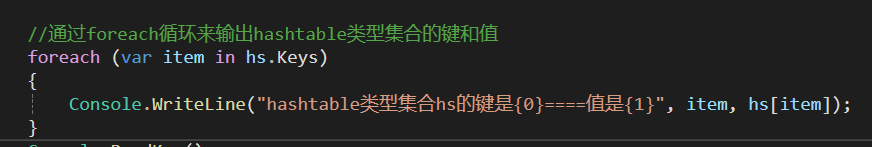 //通过foreach循环来输出hashtable类型集合的键和值
foreach (var item in hs.Keys)
{
Console.WriteLine("hashtable类型集合hs的键是{0}====值是{1}", item, hs[item]);
}